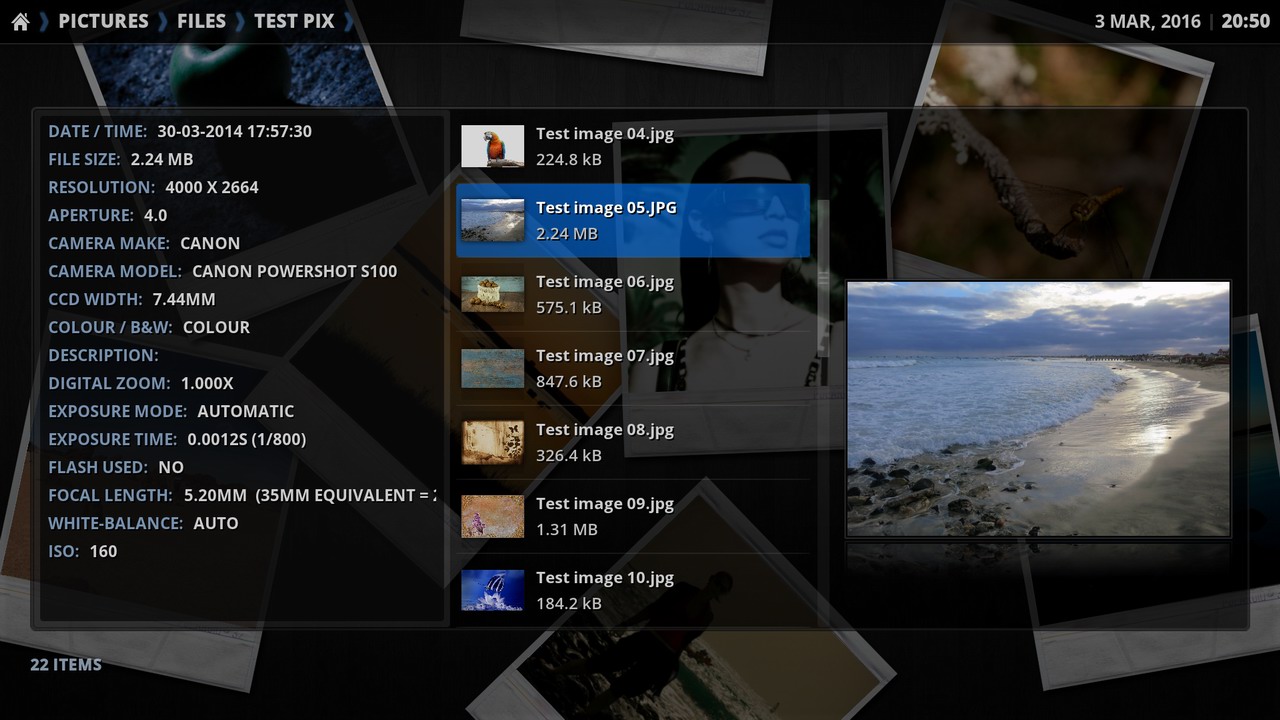 PICTURES FILES TEST PIX
3 MAR, 2016 | 20:50
DATE / TIME: 30-03-2014 17:57:30
FILE SIZE: 2.24 MB
RESOLUTION: 4000 X 2664
APERTURE: 4.0
CAMERA MAKE: CANON
CAMERA MODEL: CANON POWERSHOT S100
CCD WIDTH: 7.44MM
COLOUR / B&W: COLOUR
DESCRIPTION:
DIGITAL ZOOM: 1.000X
EXPOSURE MODE: AUTOMATIC
EXPOSURE TIME: 0.0012S (1/800)
FLASH USED: NO
FOCAL LENGTH: 5.20MM (35MM EQUIVALENT =
WHITE-BALANCE: AUTO
ISO: 160
Test image 04.jpg
224.8 kB
Test image 05.JPG
2.24 MB
Test image 06.jpg
575.1 kB
Test image 07.jpg
847.6 kB
Test image 08.jpg
326.4 kB
Test image 09.jpg
1.31 MB
Test image 10.jpg
184.2 kB
22 ITEMS